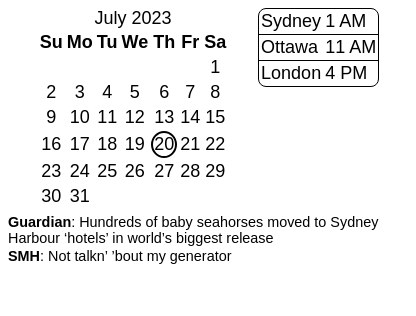 July 2023
Su Mo Tu We Th Fr Sa
1
2 3 4 5 6 7 8
9 10 11 12 13 14 15
16 17 18 19 20 21 22
23 24 25 26 27 28 29
30 31
Sydney 1 AM
Ottawa 11 AM
London 4 PM
Guardian: Hundreds of baby seahorses moved to Sydney
Harbour ‘hotels’ in world’s biggest release
SMH: Not talkn’ ’bout my generator